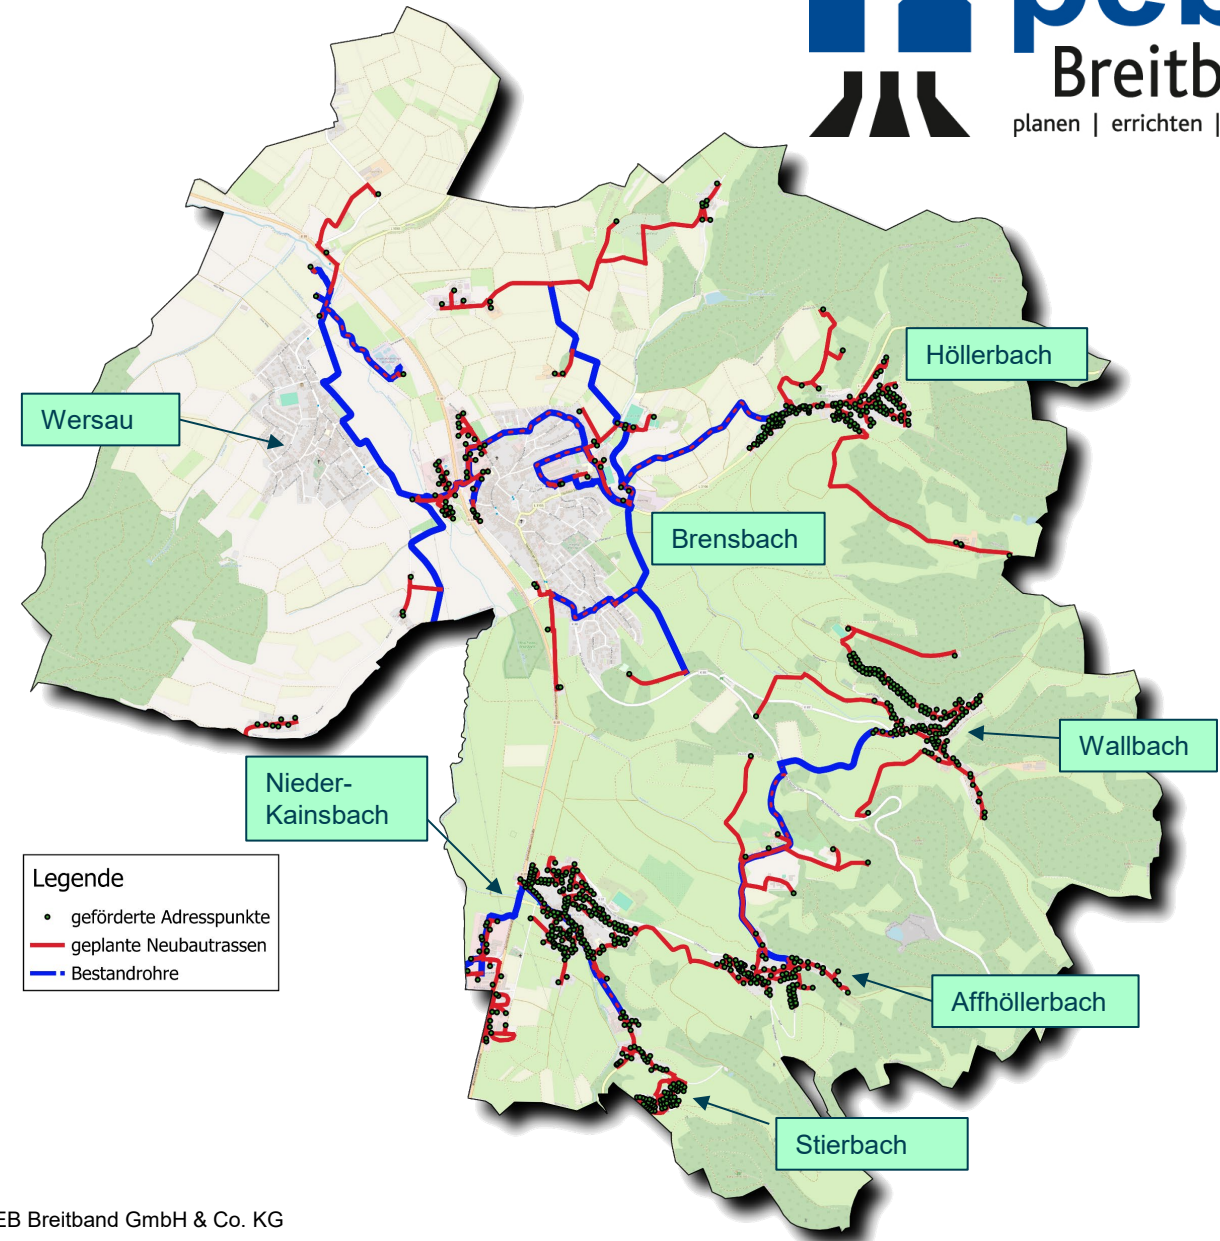 Breitb
planen | errichten |
Höllerbach
Wersau
Brensbach
Wallbach
Nieder-
Kainsbach
Legende
geförderte Adresspunkte
geplante Neubautrassen
Bestandrohre
Affhöllerbach
Stierbach
EB Breitband GmbH & Co. KG